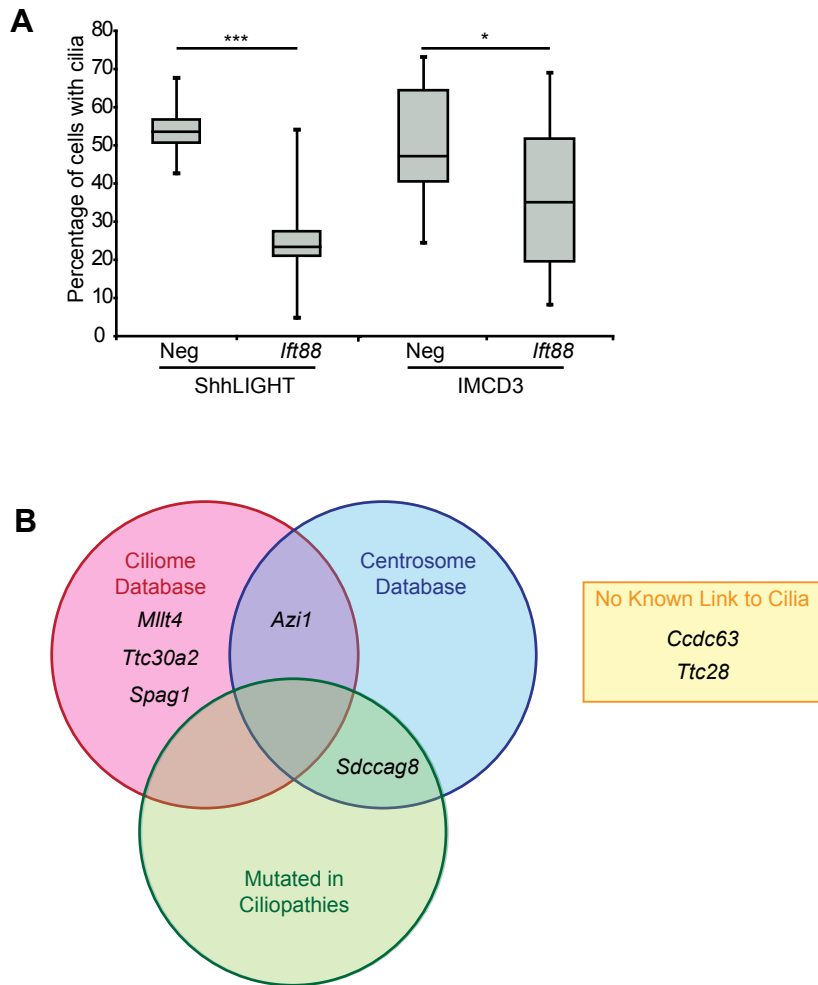 A
Percentage of cells with cilia
80
70
60
50
40
30
20
10
0
***
*
Neg
Ift88
Neg
Ift88
ShhLIGHT
IMCD3
B
Ciliome
Database
Mllt4
Ttc30a2
Spag1
Azi1
Centrosome
Database
Sdccag8
Mutated in
Ciliopathies
No Known Link to Cilia
Ccdc63
Ttc28